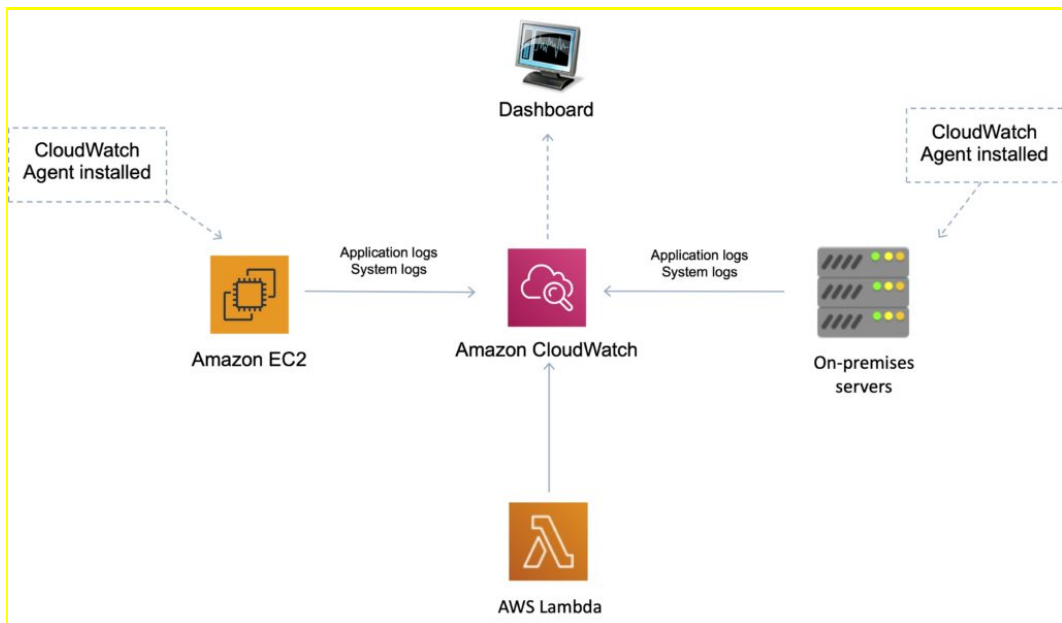 Dashboard
CloudWatch
Agent installed
CloudWatch
Agent installed
Application logs
System logs
Application logs
System logs
Amazon EC2
Amazon CloudWatch
On-premises
servers
AWS Lambda